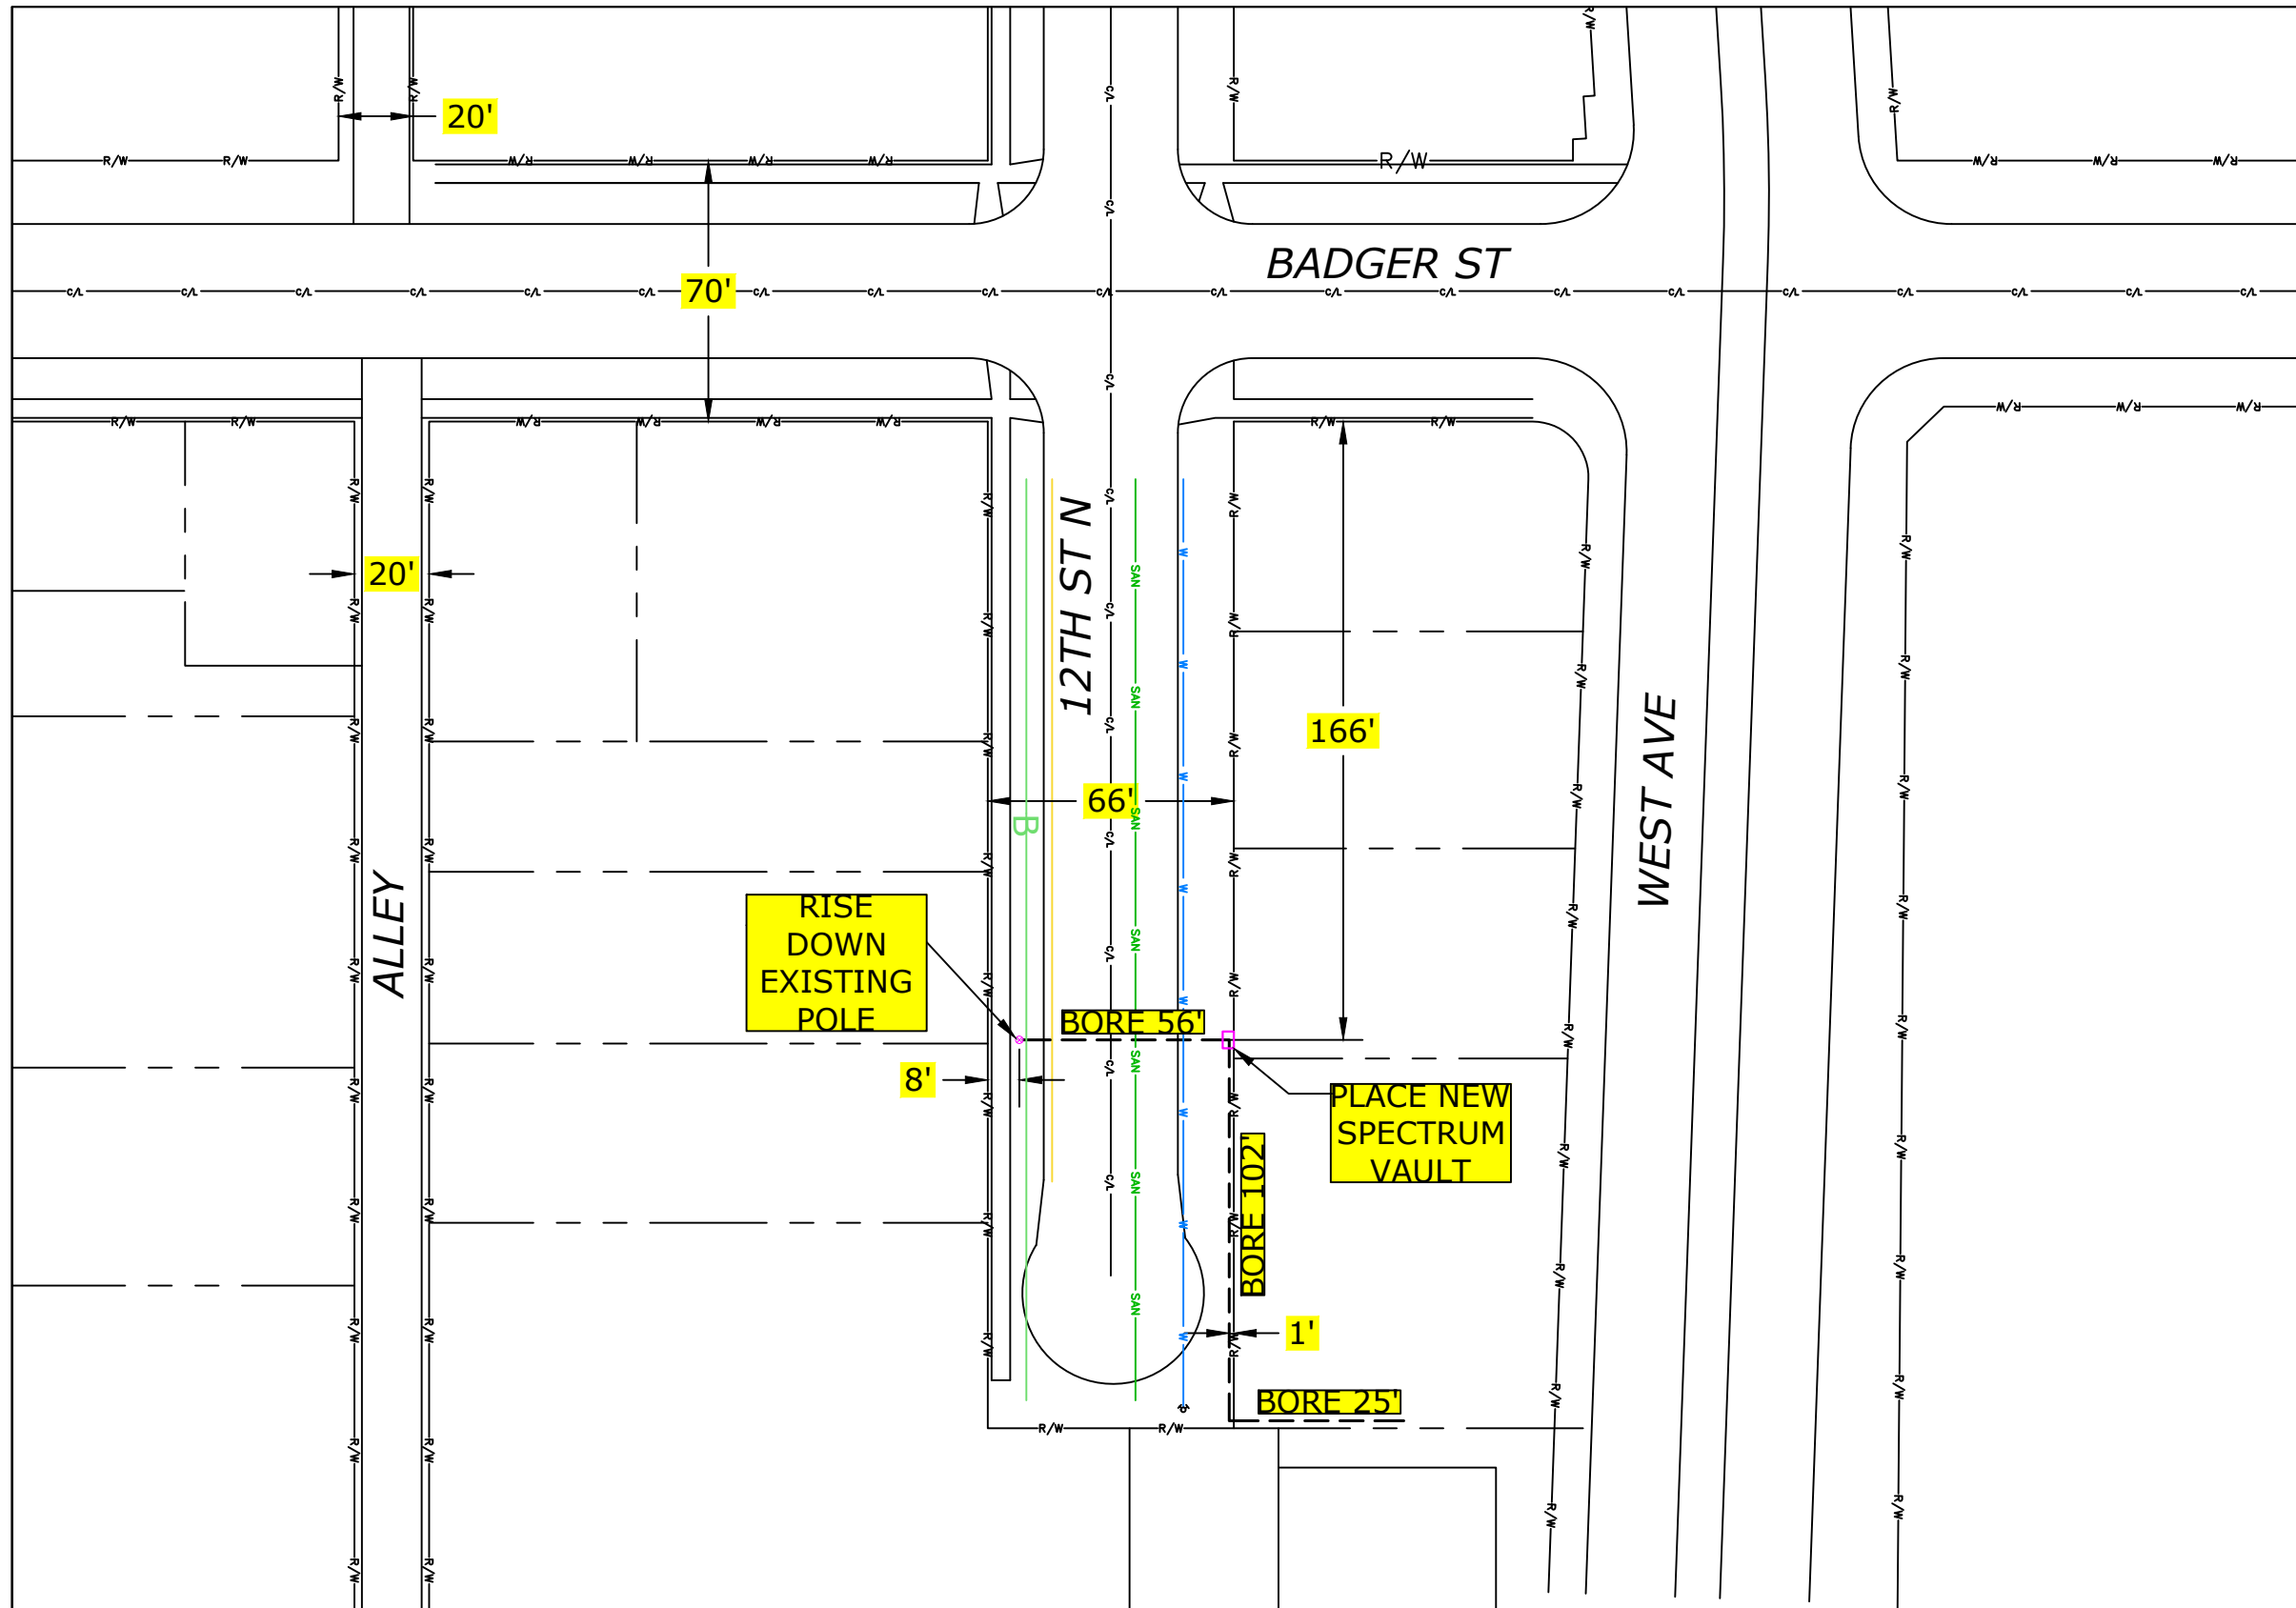 20'
R/W R/W R/W R/W R/W R/W R/W R/W R/W R/W
BADGER ST
C/L C/L C/L C/L C/L C/L 70' C/L C/L C/L C/L C/L C/L C/L C/L C/L C/L C/L C/L C/L C/L
R/W R/W R/W R/W R/W R/W R/W R/W R/W R/W R/W
12TH ST N
20'
SAN
W
166'
WEST AVE
66'
B
ALLEY
RISE
DOWN
EXISTING
POLE
BORE 56'
8'
PLACE NEW
SPECTRUM
VAULT
BORE 102'
1'
BORE 25'
R/W R/W